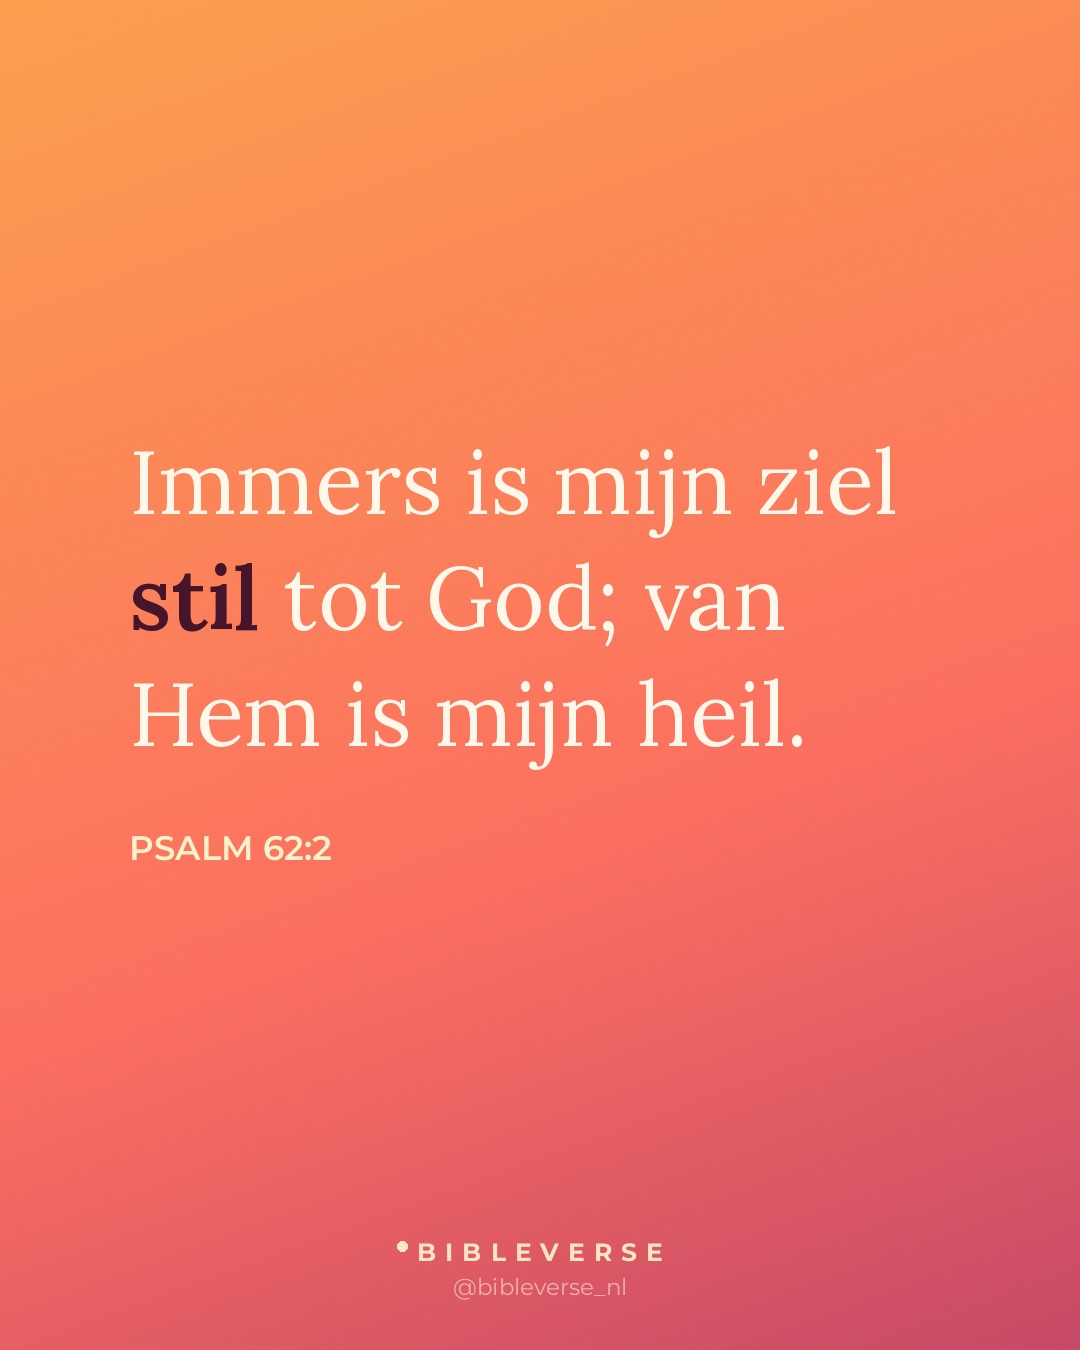 Immers is mijn ziel
stil tot God; van
Hem is mijn heil.
PSALM 62:2
BIBLEVERSE
@bibleverse_nl